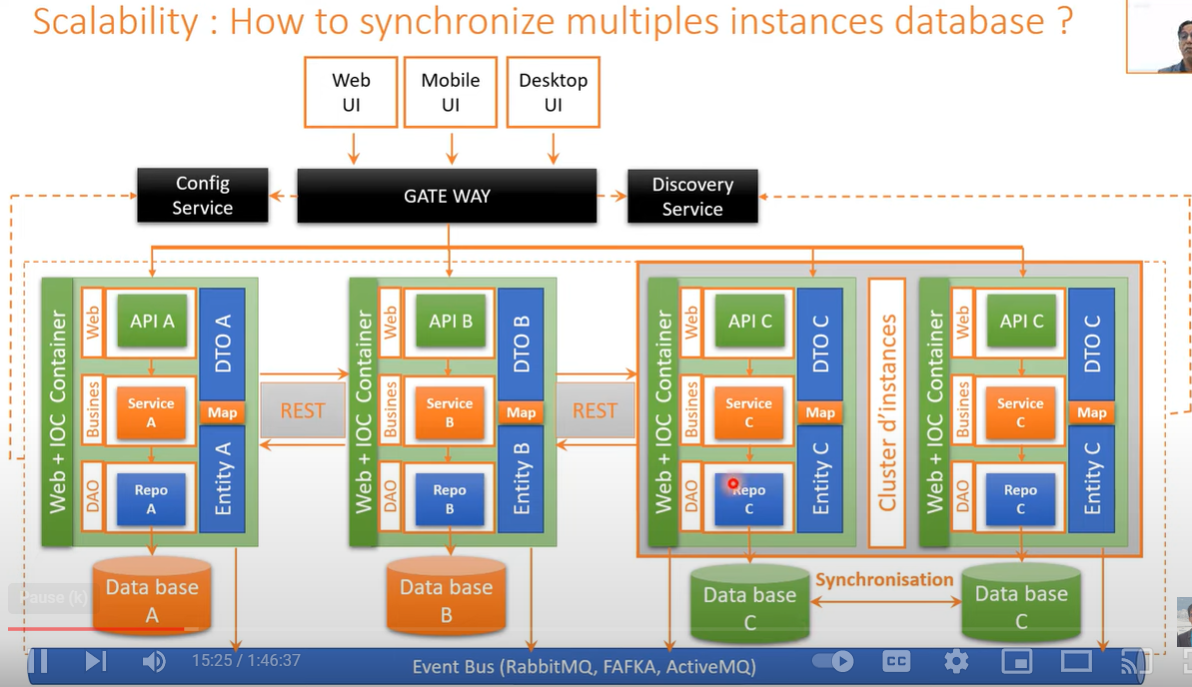 Scalability : How to synchronize multiples instances database ?
Web
UI
Mobile
UI
Desktop
UI
Config
Service
GATE WAY
Discovery
Service
Web + IOC Container
Web
API A
DTO A
Busines
Service
A
Map
DAO
Repo
A
Entity A
Data base
A
REST
Web + IOC Container
Web
API B
DTO B
Busines
Service
B
Map
DAO
Repo
B
Entity B
Data base
B
REST
Web + IOC Container
Web
API C
DTO C
Busines
Service
C
Map
DAO
Repo
C
Entity C
Data base
C
Cluster d’instances
Synchronisation
Web + IOC Container
Web
API C
DTO C
Busines
Service
C
Map
DAO
Repo
C
Entity C
Data base
C
Pause (k)
15:25 / 1:46:37
CC
Event Bus (RabbitMQ, FAFKA, ActiveMQ)